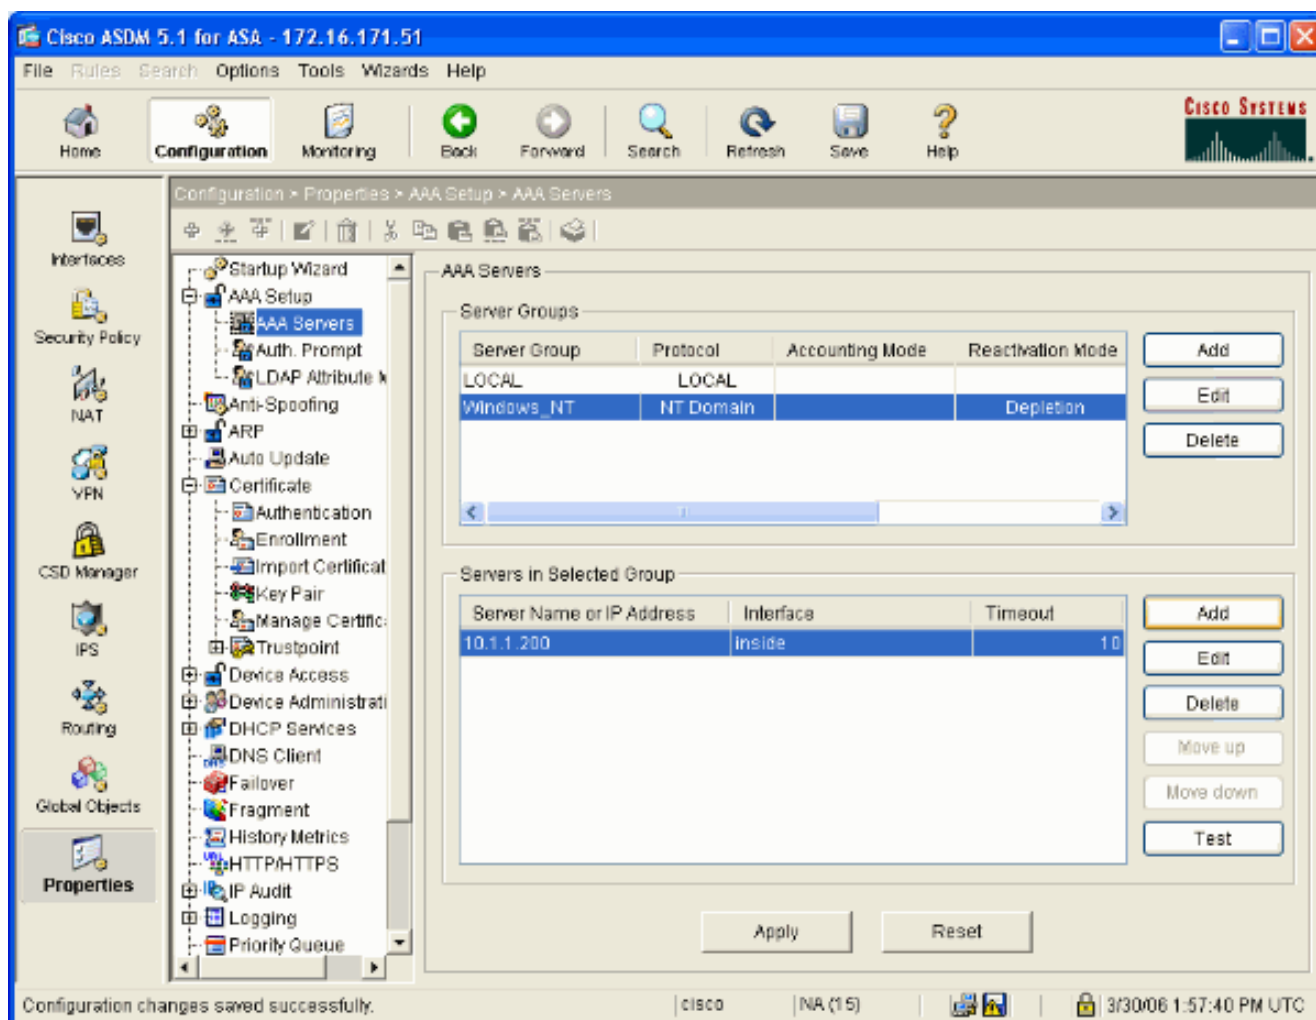 Cisco ASDM 5.1 for ASA - 172.16.171.51
File Rules Search Options Tools Wizards Help
Home Configuration Monitoring Back Forward Search Refresh Save Help
CISCO SYSTEMS
Configuration > Properties > AAA Setup > AAA Servers
Interfaces
Security Policy
NAT
VPN
CSD Manager
IPS
Routing
Global Objects
Properties
Startup Wizard
AAA Setup
AAA Servers
Auth. Prompt
LDAP Attribute M
Anti-Spoofing
ARP
Auto Update
Certificate
Authentication
Enrollment
Import Certificat
Key Pair
Manage Certific
Trustpoint
Device Access
Device Administrati
DHCP Services
DNS Client
Failover
Fragment
History Metrics
HTTP/HTTPS
IP Audit
Logging
Priority Queue
AAA Servers
Server Groups
Server Group Protocol Accounting Mode Reactivation Mode
LOCAL LOCAL
Windows_NT NT Domain Depletion
Add
Edit
Delete
Servers in Selected Group
Server Name or IP Address Interface Timeout
10.1.1.200 inside 10
Add
Edit
Delete
Move up
Move down
Test
Apply Reset
Configuration changes saved successfully. cisco NA (15) 3/30/06 1:57:40 PM UTC